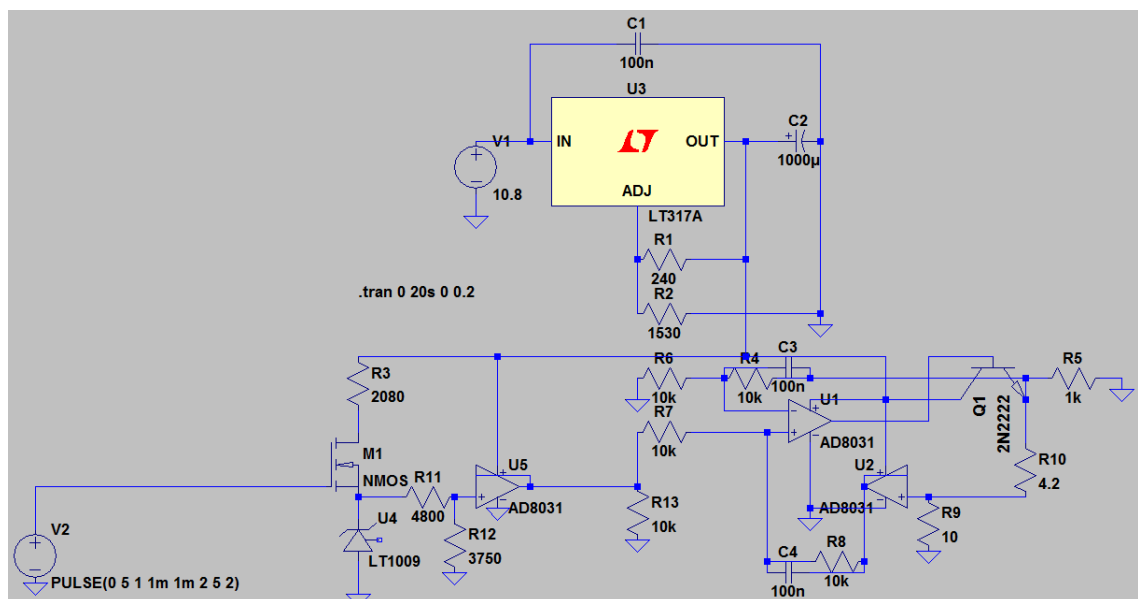 C1
100n
U3
V1
IN
OUT
C2
+
1000µ
10.8
ADJ
LT317A
R1
240
.tran 0 20s 0 0.2
R2
1530
R3
2080
R6
10k
R4
10k
C3
100n
R5
1k
R7
10k
U1
AD8031
Q1
2N2222
M1
NMOS
R11
4800
U5
AD8031
U2
AD8031
R10
4.2
V2
U4
LT1009
R12
3750
R13
10k
R9
10
R8
10k
C4
100n
PULSE(0 5 1 1m 1m 2 5 2)